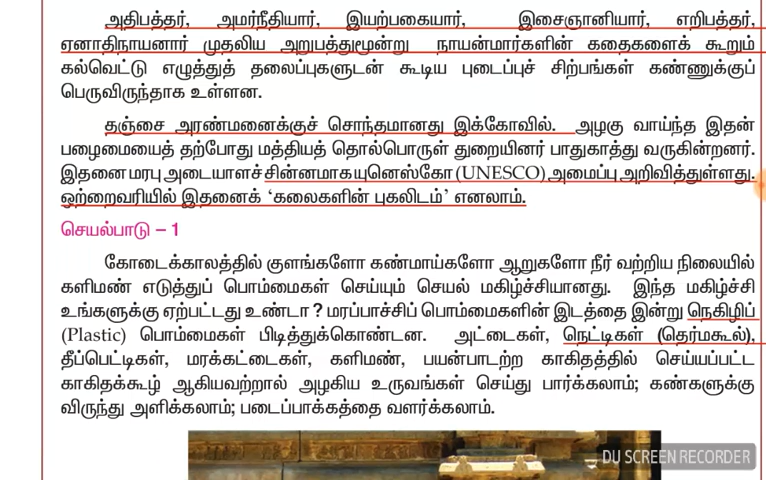 அதிபத்தர், அமர்நீதியார், இயற்பகையார், இசைஞானியார், எறிபத்தர்,
ஏனாதிநாயனார் முதலிய அறுபத்துமூன்று நாயன்மார்களின் கதைகளைக் கூறும்
கல்வெட்டு எழுத்துத் தலைப்புகளுடன் கூடிய புடைப்புச் சிற்பங்கள் கண்ணுக்குப்
பெருவிருந்தாக உள்ளன.
தஞ்சை அரண்மனைக்குச் சொந்தமானது இக்கோவில். அழகு வாய்ந்த இதன்
பழைமையைத் தற்போது மத்தியத் தொல்பொருள் துறையினர் பாதுகாத்து வருகின்றனர்.
இதனை மரபு அடையாளச் சின்னமாக யுனெஸ்கோ (UNESCO) அமைப்பு அறிவித்துள்ளது.
ஒற்றைவரியில் இதனைக் ‘கலைகளின் புகலிடம்’ எனலாம்.
செயல்பாடு – 1
கோடைக்காலத்தில் குளங்களோ கண்மாய்களோ ஆறுகளோ நீர் வற்றிய நிலையில்
களிமண் எடுத்துப் பொம்மைகள் செய்யும் செயல் மகிழ்ச்சியானது. இந்த மகிழ்ச்சி
உங்களுக்கு ஏற்பட்டது உண்டா ? மரப்பாச்சிப் பொம்மைகளின் இடத்தை இன்று நெகிழிப்
(Plastic) பொம்மைகள் பிடித்துக்கொண்டன. அட்டைகள், நெட்டிகள் (தெர்மகூல்),
தீப்பெட்டிகள், மரக்கட்டைகள், களிமண், பயன்பாடற்ற காகிதத்தில் செய்யப்பட்ட
காகிதக்கூழ் ஆகியவற்றால் அழகிய உருவங்கள் செய்து பார்க்கலாம்; கண்களுக்கு
விருந்து அளிக்கலாம்; படைப்பாக்கத்தை வளர்க்கலாம்.
DU SCREEN RECORDER